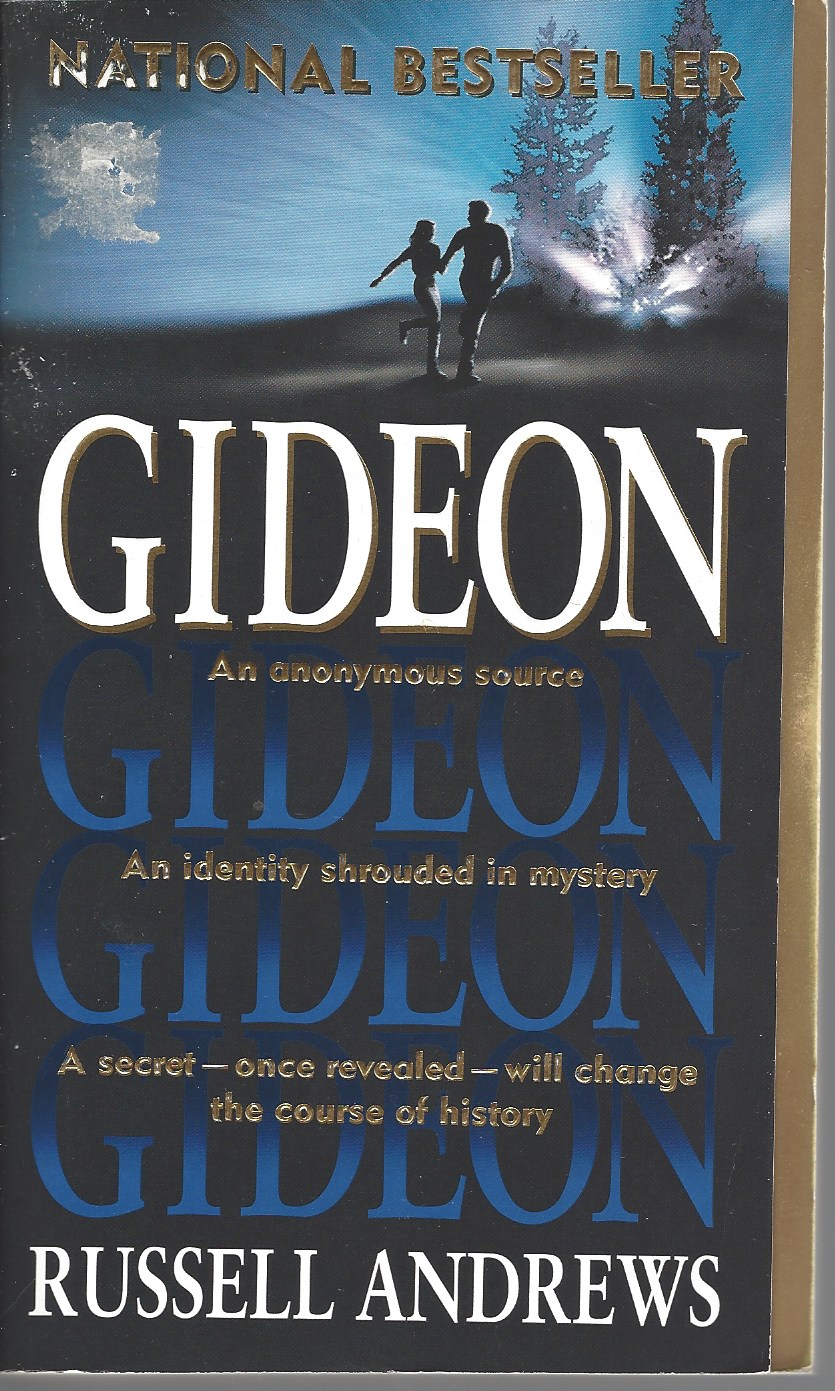 NATIONAL BESTSELLER
GIDEON
An anonymous source
GIDEON
An identity shrouded in mystery
GIDEON
A secret—once revealed—will change
the course of history
GIDEON
RUSSELL ANDREWS